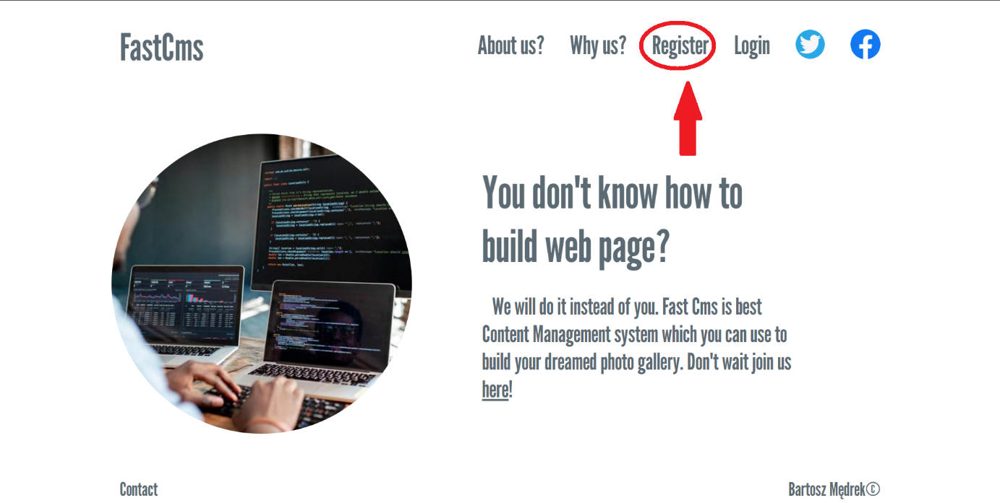 FastCms
About us? Why us? Register Login
You don't know how to
build web page?
We will do it instead of you. Fast Cms is best
Content Management system which you can use to
build your dreamed photo gallery. Don't wait join us
here!
Contact
Bartosz Mędrek©